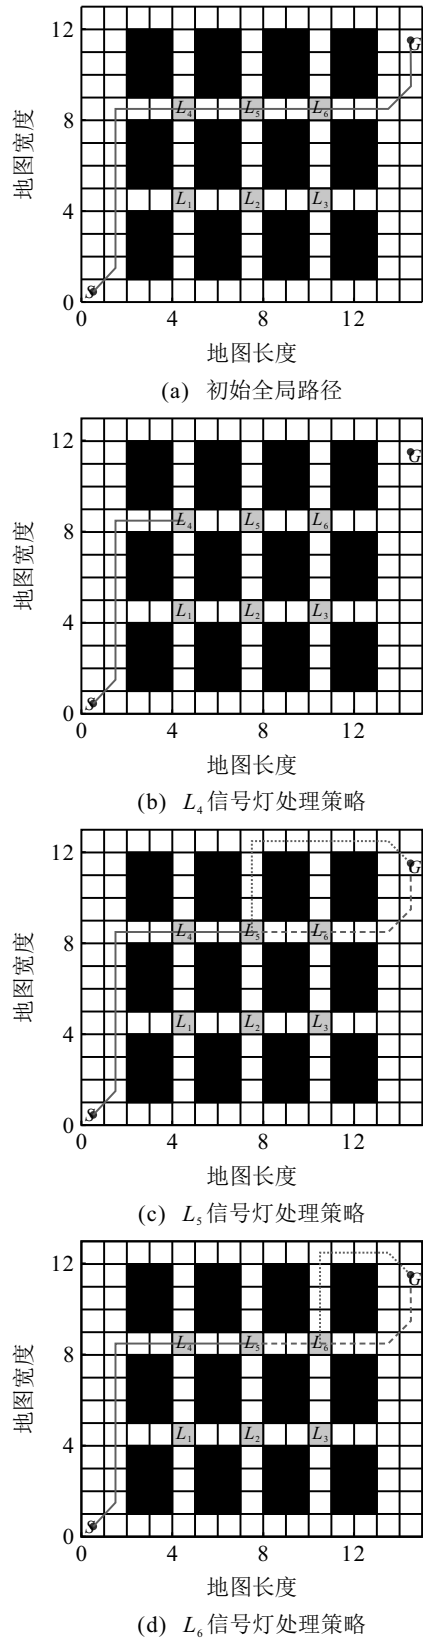 12
G
L₄ L₅ L₆
8
地图宽度
L₁ L₂ L₃
4
S
0
0 4 8 12
地图长度
(a) 初始全局路径
12
G
L₄ L₅ L₆
8
地图宽度
L₁ L₂ L₃
4
S
0
0 4 8 12
地图长度
(b) L₄信号灯处理策略
12
G
L₄ L₅ L₆
8
地图宽度
L₁ L₂ L₃
4
S
0
0 4 8 12
地图长度
(c) L₅信号灯处理策略
12
G
L₄ L₅ L₆
8
地图宽度
L₁ L₂ L₃
4
S
0
0 4 8 12
地图长度
(d) L₆信号灯处理策略